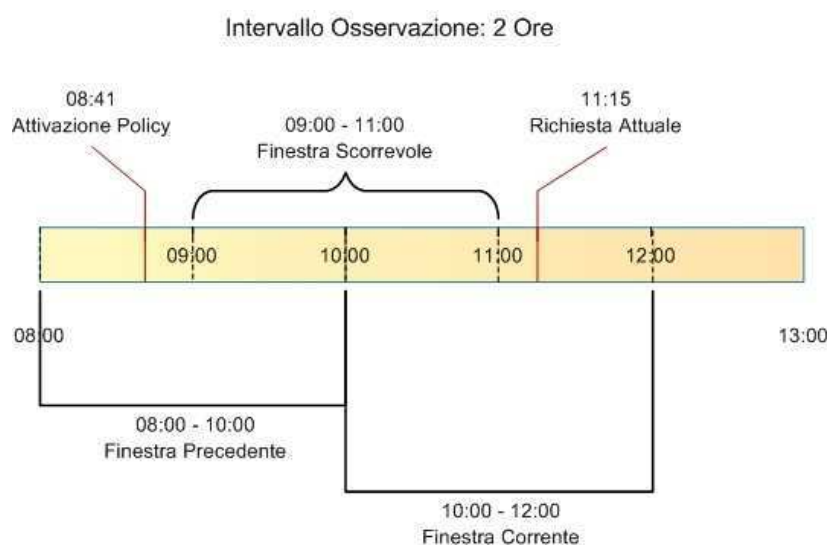 Intervallo Osservazione: 2 Ore
08:41
Attivazione Policy
09:00 - 11:00
Finestra Scorrevole
11:15
Richiesta Attuale
09:00
10:00
11:00
12:00
08:00
13:00
08:00 - 10:00
Finestra Precedente
10:00 - 12:00
Finestra Corrente